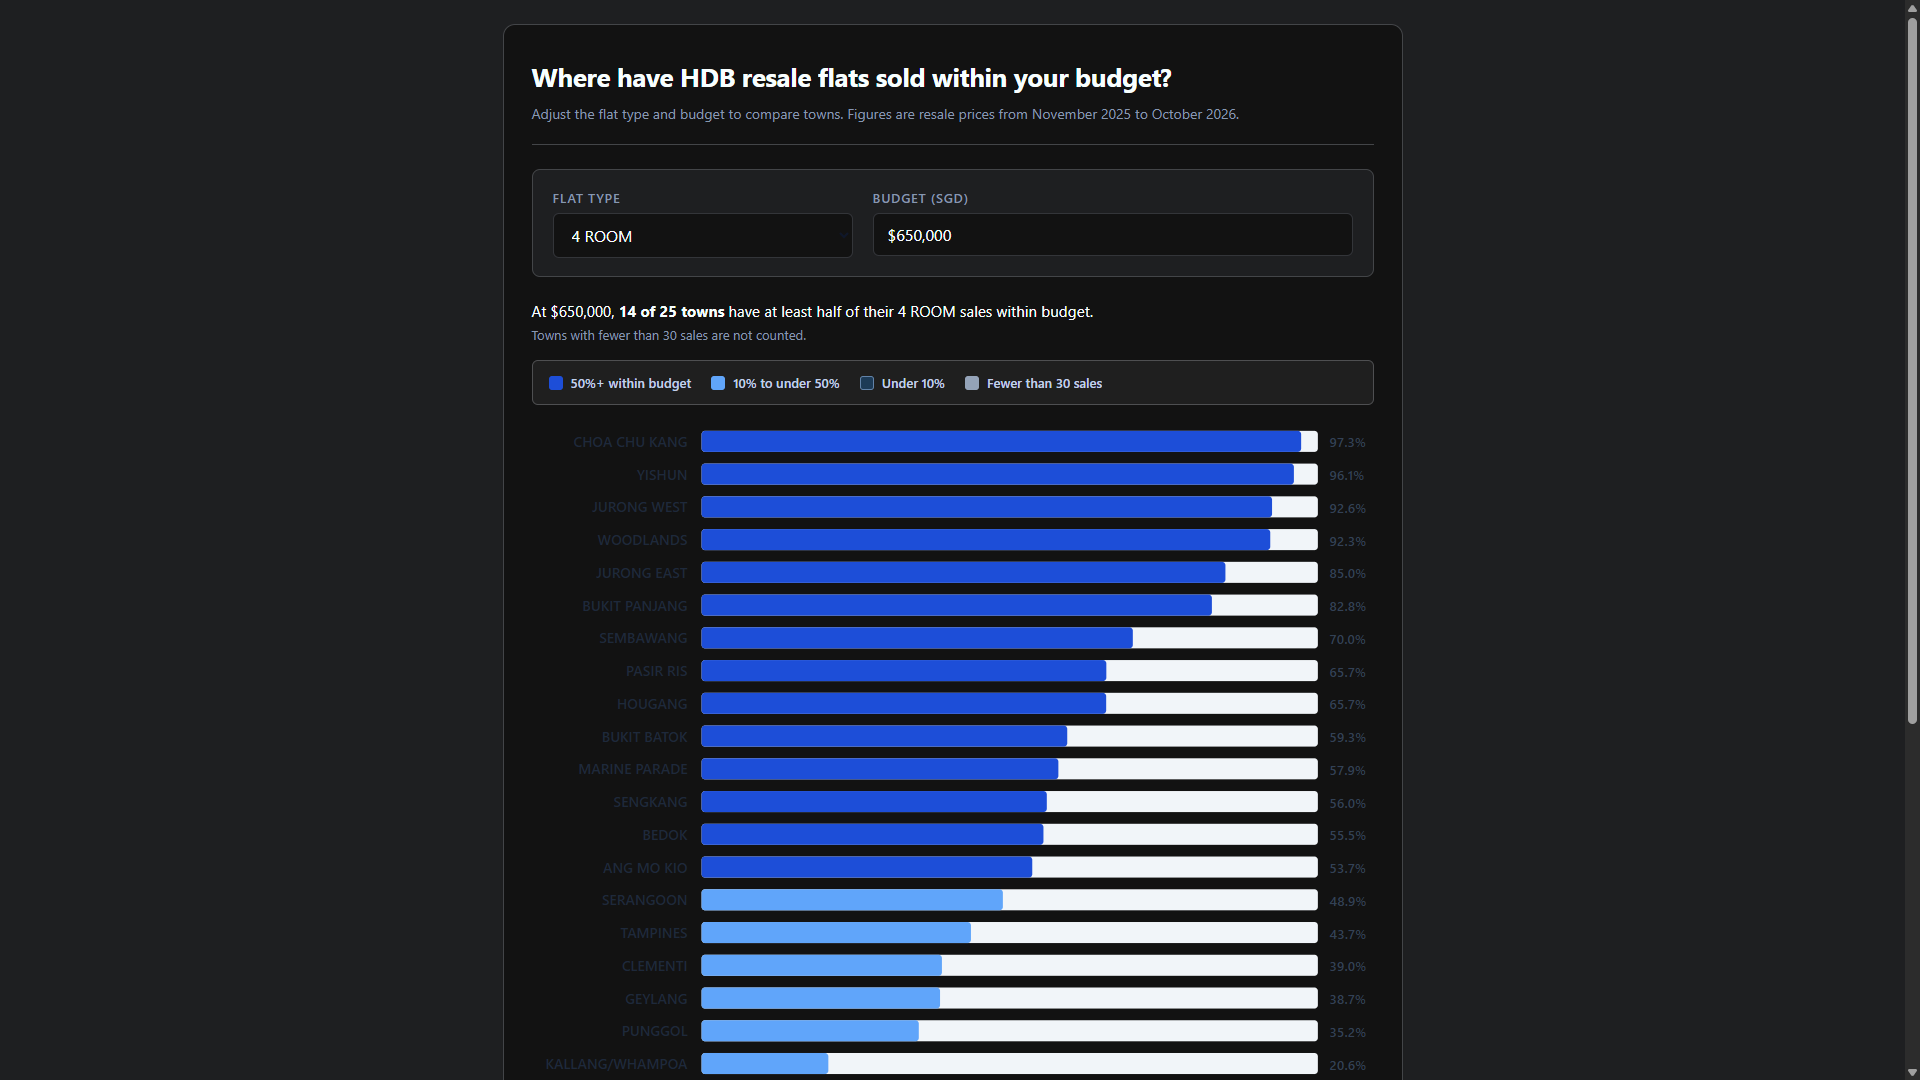 Where have HDB resale flats sold within your budget?
Adjust the flat type and budget to compare towns. Figures are resale prices from November 2025 to October 2026.
FLAT TYPE
BUDGET (SGD)
4 ROOM
$650,000
At $650,000, 14 of 25 towns have at least half of their 4 ROOM sales within budget.
Towns with fewer than 30 sales are not counted.
50%+ within budget
10% to under 50%
Under 10%
Fewer than 30 sales
CHOA CHU KANG 97.3%
YISHUN 96.1%
JURONG WEST 92.6%
WOODLANDS 92.3%
JURONG EAST 85.0%
BUKIT PANJANG 82.8%
SEMBAWANG 70.0%
PASIR RIS 65.7%
HOUGANG 65.7%
BUKIT BATOK 59.3%
MARINE PARADE 57.9%
SENGKANG 56.0%
BEDOK 55.5%
ANG MO KIO 53.7%
SERANGOON 48.9%
TAMPINES 43.7%
CLEMENTI 39.0%
GEYLANG 38.7%
PUNGGOL 35.2%
KALLANG/WHAMPOA 20.6%